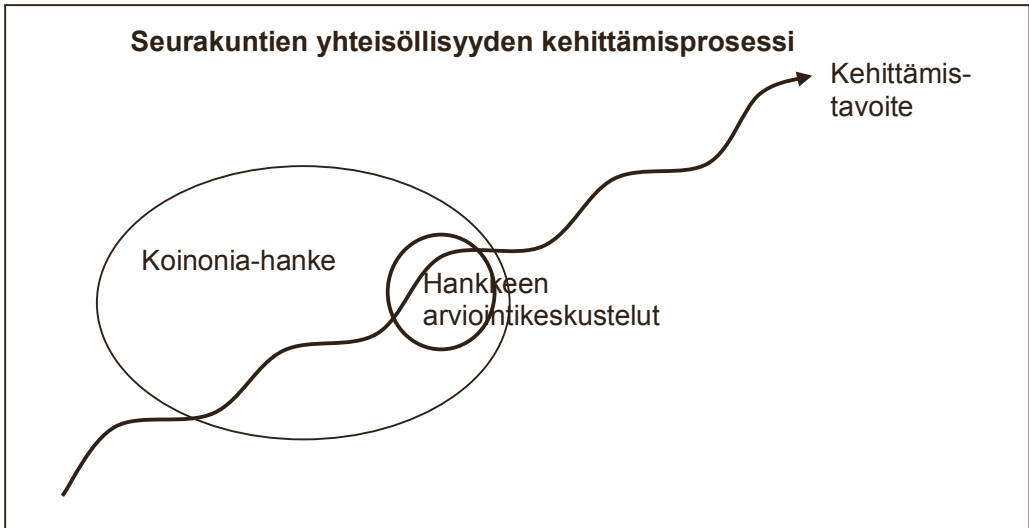 Seurakuntien yhteisöllisyyden kehittämisprosessi
Kehittämis-
tavoite
Koinonia-hanke
Hankkeen
arviointikeskustelut